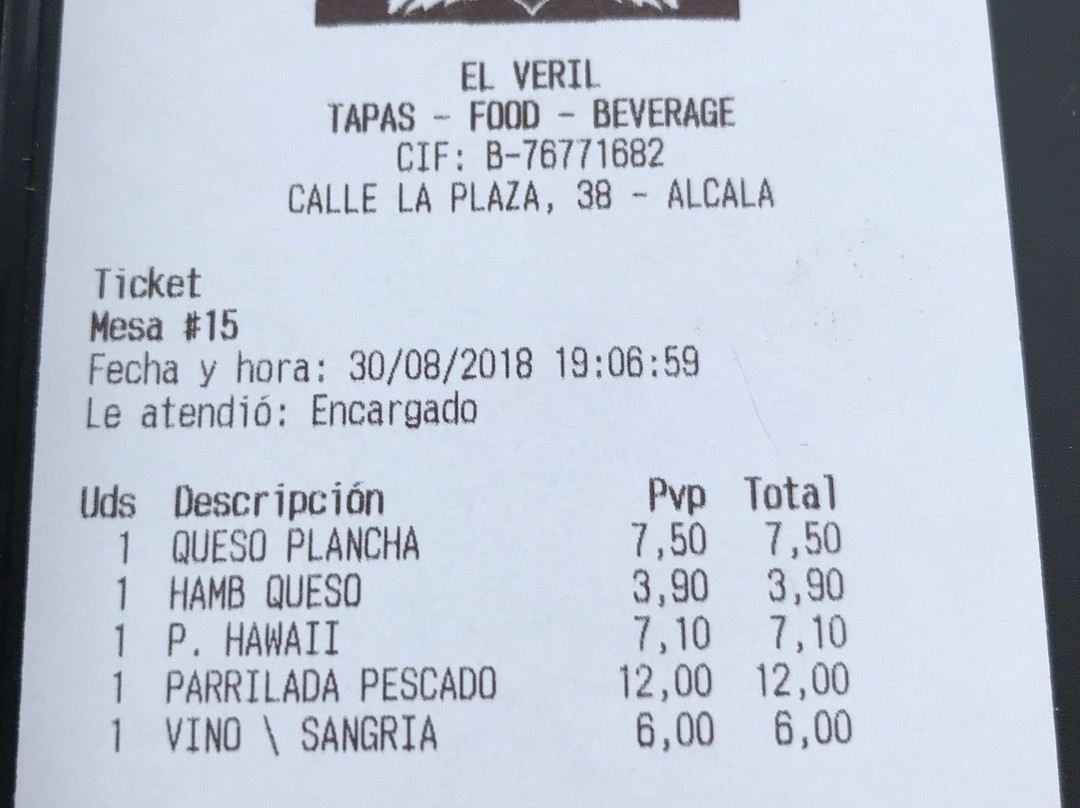 EL VERIL
TAPAS - FOOD - BEVERAGE
CIF: B-76771682
CALLE LA PLAZA, 38 - ALCALA
Ticket
Mesa #15
Fecha y hora: 30/08/2018 19:06:59
Le atendió: Encargado
Uds Descripción Pvp Total
1 QUESO PLANCHA 7,50 7,50
1 HAMB QUESO 3,90 3,90
1 P. HAWAII 7,10 7,10
1 PARRILADA PESCADO 12,00 12,00
1 VINO \ SANGRIA 6,00 6,00